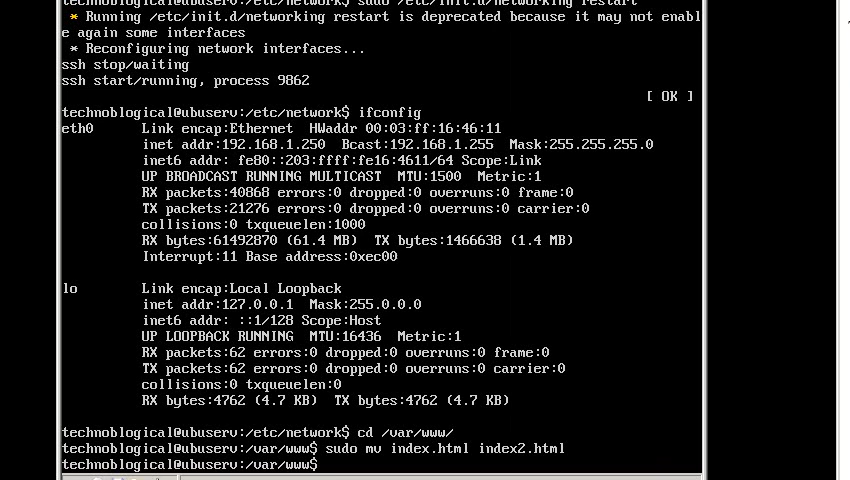 technoblogical@ubuserv:/etc/network$ sudo /etc/init.d/networking restart
 * Running /etc/init.d/networking restart is deprecated because it may not enabl
e again some interfaces
 * Reconfiguring network interfaces...
ssh stop/waiting
ssh start/running, process 9862
[ OK ]
technoblogical@ubuserv:/etc/network$ ifconfig
eth0      Link encap:Ethernet  HWaddr 00:03:ff:16:46:11
          inet addr:192.168.1.250  Bcast:192.168.1.255  Mask:255.255.255.0
          inet6 addr: fe80::203:ffff:fe16:4611/64 Scope:Link
          UP BROADCAST RUNNING MULTICAST  MTU:1500  Metric:1
          RX packets:40868 errors:0 dropped:0 overruns:0 frame:0
          TX packets:21276 errors:0 dropped:0 overruns:0 carrier:0
          collisions:0 txqueuelen:1000
          RX bytes:61492870 (61.4 MB)  TX bytes:1466638 (1.4 MB)
          Interrupt:11 Base address:0xec00

lo        Link encap:Local Loopback
          inet addr:127.0.0.1  Mask:255.0.0.0
          inet6 addr: ::1/128 Scope:Host
          UP LOOPBACK RUNNING  MTU:16436  Metric:1
          RX packets:62 errors:0 dropped:0 overruns:0 frame:0
          TX packets:62 errors:0 dropped:0 overruns:0 carrier:0
          collisions:0 txqueuelen:0
          RX bytes:4762 (4.7 KB)  TX bytes:4762 (4.7 KB)

technoblogical@ubuserv:/etc/network$ cd /var/www/
technoblogical@ubuserv:/var/www$ sudo mv index.html index2.html
technoblogical@ubuserv:/var/www$